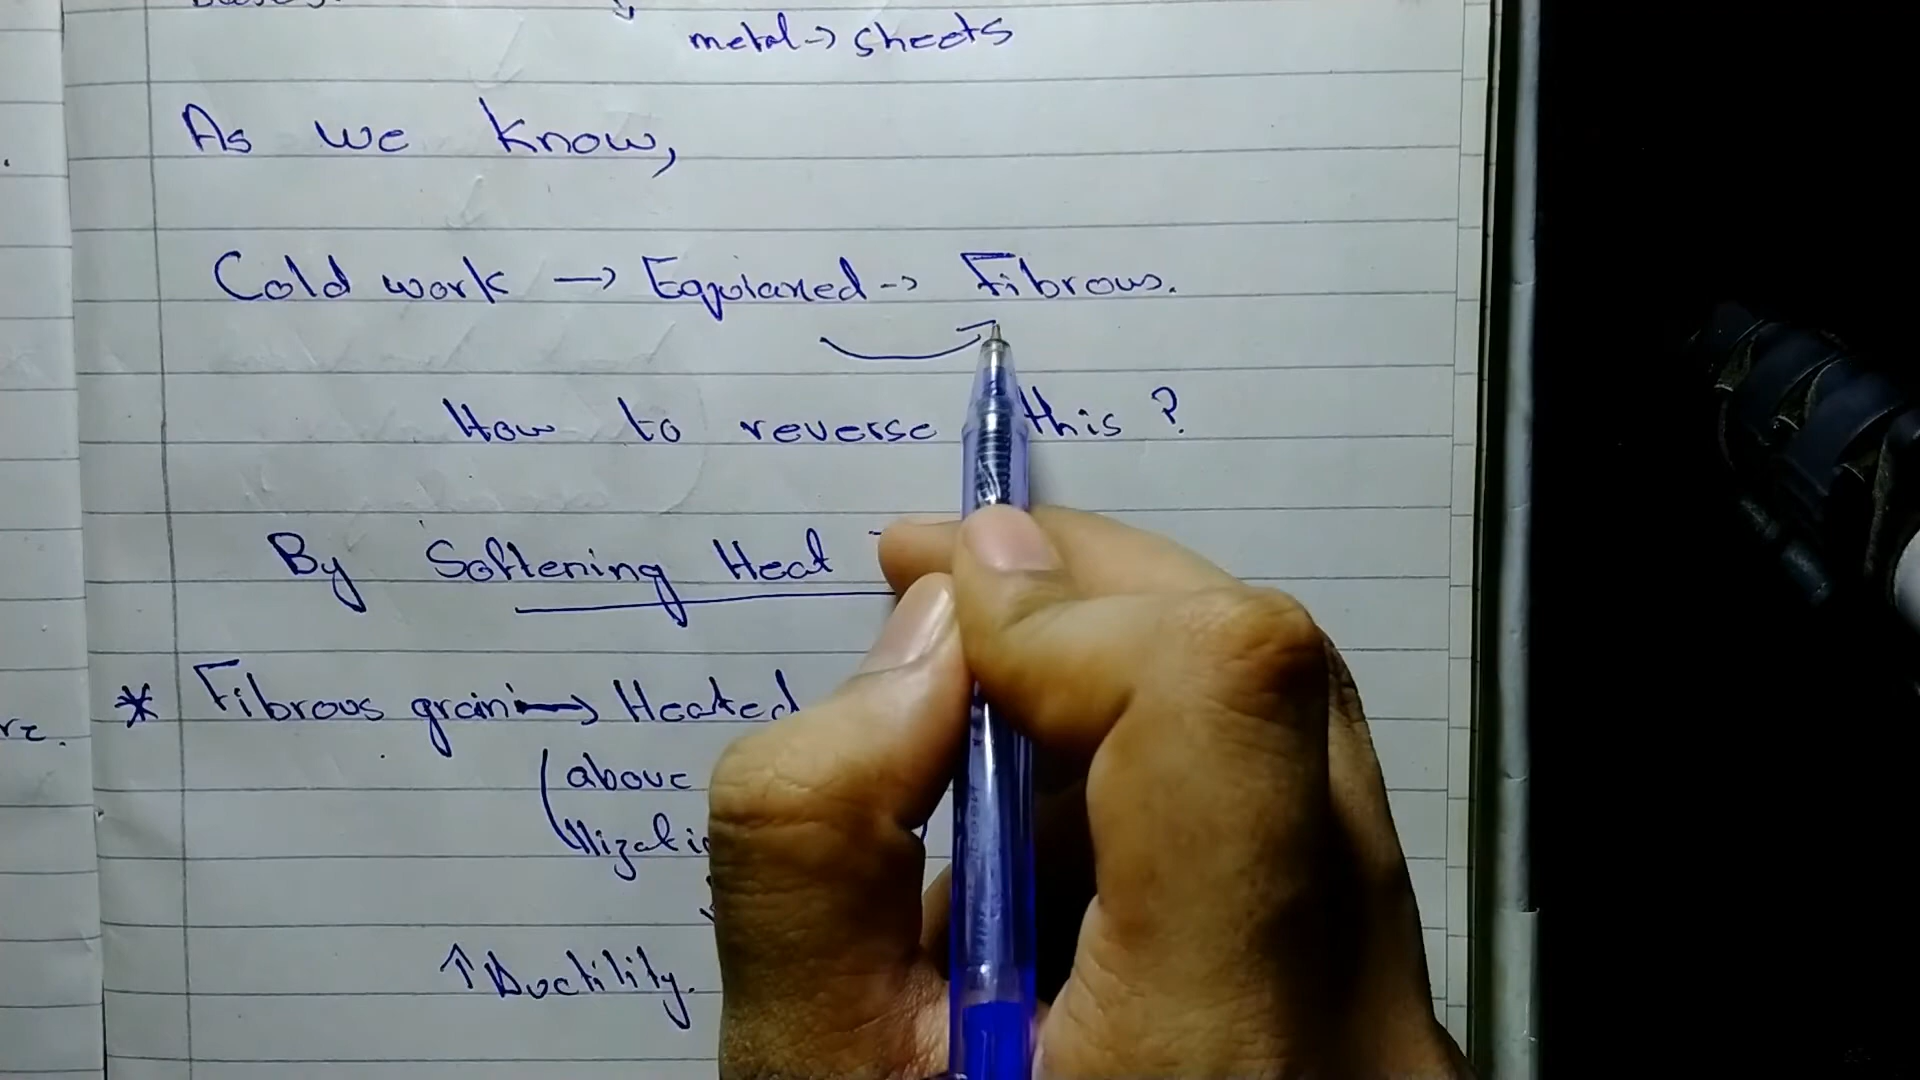 metal -> sheets
As we know,
Cold work -> Equiaxed -> Fibrous.
How to reverse this ?
By Softening Heat
* Fibrous grain -> Heated
(above
llizatio
↑ Ductility.